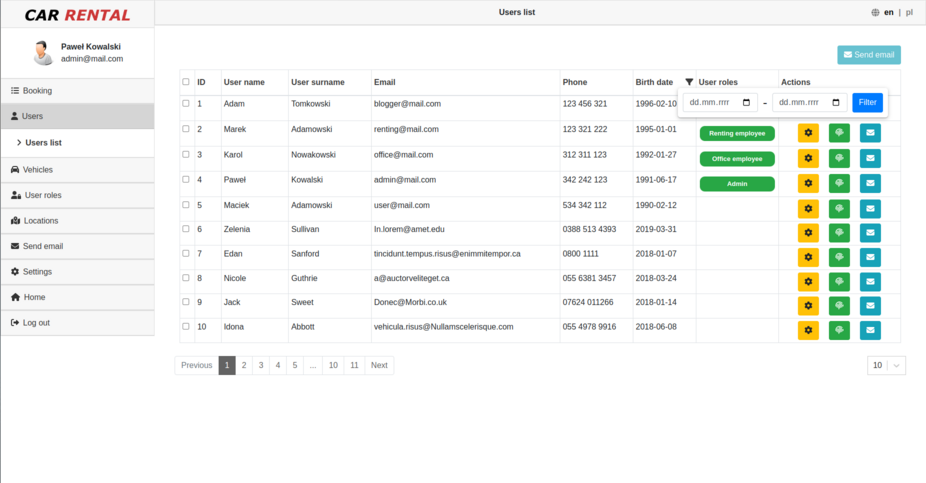 CAR RENTAL
Users list
en | pl
Paweł Kowalski
admin@mail.com
Booking
Users
Users list
Vehicles
User roles
Locations
Send email
Settings
Home
Log out
Send email
ID User name User surname Email Phone Birth date User roles Actions
1 Adam Tomkowski blogger@mail.com 123 456 321 1996-02-10
dd.mm.rrrr - dd.mm.rrrr Filter
2 Marek Adamowski renting@mail.com 123 321 222 1995-01-01 Renting employee
3 Karol Nowakowski office@mail.com 312 311 123 1992-01-27 Office employee
4 Paweł Kowalski admin@mail.com 342 242 123 1991-06-17 Admin
5 Maciek Adamowski user@mail.com 534 342 112 1990-02-12
6 Zelenia Sullivan In.lorem@amet.edu 0388 513 4393 2019-03-31
7 Edan Sanford tincidunt.tempus.risus@enimmitempor.ca 0800 1111 2018-01-07
8 Nicole Guthrie a@auctorveliteget.ca 055 6381 3457 2018-03-24
9 Jack Sweet Donec@Morbi.co.uk 07624 011266 2018-01-14
10 Idona Abbott vehicula.risus@Nullamscelerisque.com 055 4978 9916 2018-06-08
Previous 1 2 3 4 5 ... 10 11 Next
10